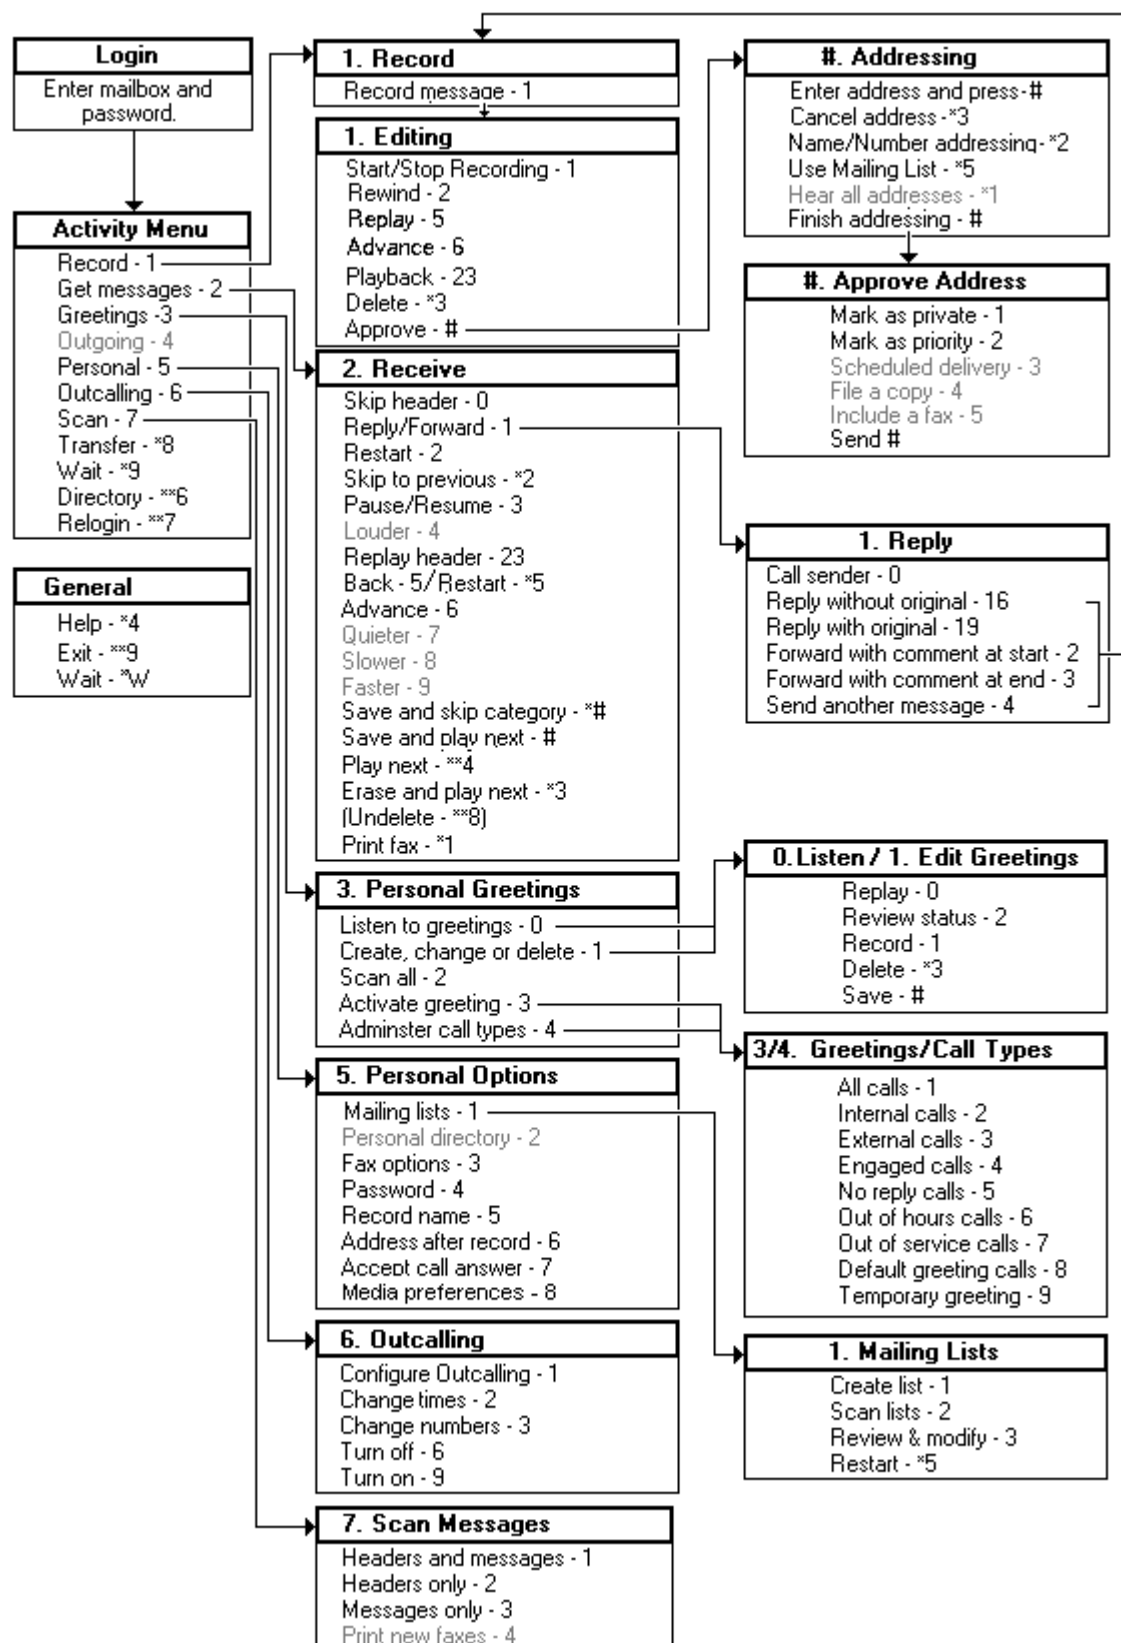 Login
Enter mailbox and
password.
Activity Menu
Record - 1
Get messages - 2
Greetings -3
Outgoing - 4
Personal - 5
Outcalling - 6
Scan - 7
Transfer - *8
Wait - *9
Directory - **6
Relogin - **7
General
Help - *4
Exit - **9
Wait - *W
1. Record
Record message - 1
1. Editing
Start/Stop Recording - 1
Rewind - 2
Replay - 5
Advance - 6
Playback - 23
Delete - *3
Approve - #
2. Receive
Skip header - 0
Reply/Forward - 1
Restart - 2
Skip to previous - *2
Pause/Resume - 3
Louder - 4
Replay header - 23
Back - 5/Restart - *5
Advance - 6
Quieter - 7
Slower - 8
Faster - 9
Save and skip category - *#
Save and play next - #
Play next - **4
Erase and play next - *3
(Undelete - **8)
Print fax - *1
3. Personal Greetings
Listen to greetings - 0
Create, change or delete - 1
Scan all - 2
Activate greeting - 3
Adminster call types - 4
5. Personal Options
Mailing lists - 1
Personal directory - 2
Fax options - 3
Password - 4
Record name - 5
Address after record - 6
Accept call answer - 7
Media preferences - 8
6. Outcalling
Configure Outcalling - 1
Change times - 2
Change numbers - 3
Turn off - 6
Turn on - 9
7. Scan Messages
Headers and messages - 1
Headers only - 2
Messages only - 3
Print new faxes - 4
#. Addressing
Enter address and press-#
Cancel address -*3
Name/Number addressing- *2
Use Mailing List - *5
Hear all addresses - *1
Finish addressing - #
#. Approve Address
Mark as private - 1
Mark as priority - 2
Scheduled delivery - 3
File a copy - 4
Include a fax - 5
Send #
1. Reply
Call sender - 0
Reply without original - 16
Reply with original - 19
Forward with comment at start - 2
Forward with comment at end - 3
Send another message - 4
0.Listen / 1. Edit Greetings
Replay - 0
Review status - 2
Record - 1
Delete - *3
Save - #
3/4. Greetings/Call Types
All calls - 1
Internal calls - 2
External calls - 3
Engaged calls - 4
No reply calls - 5
Out of hours calls - 6
Out of service calls - 7
Default greeting calls - 8
Temporary greeting - 9
1. Mailing Lists
Create list - 1
Scan lists - 2
Review & modify - 3
Restart - *5